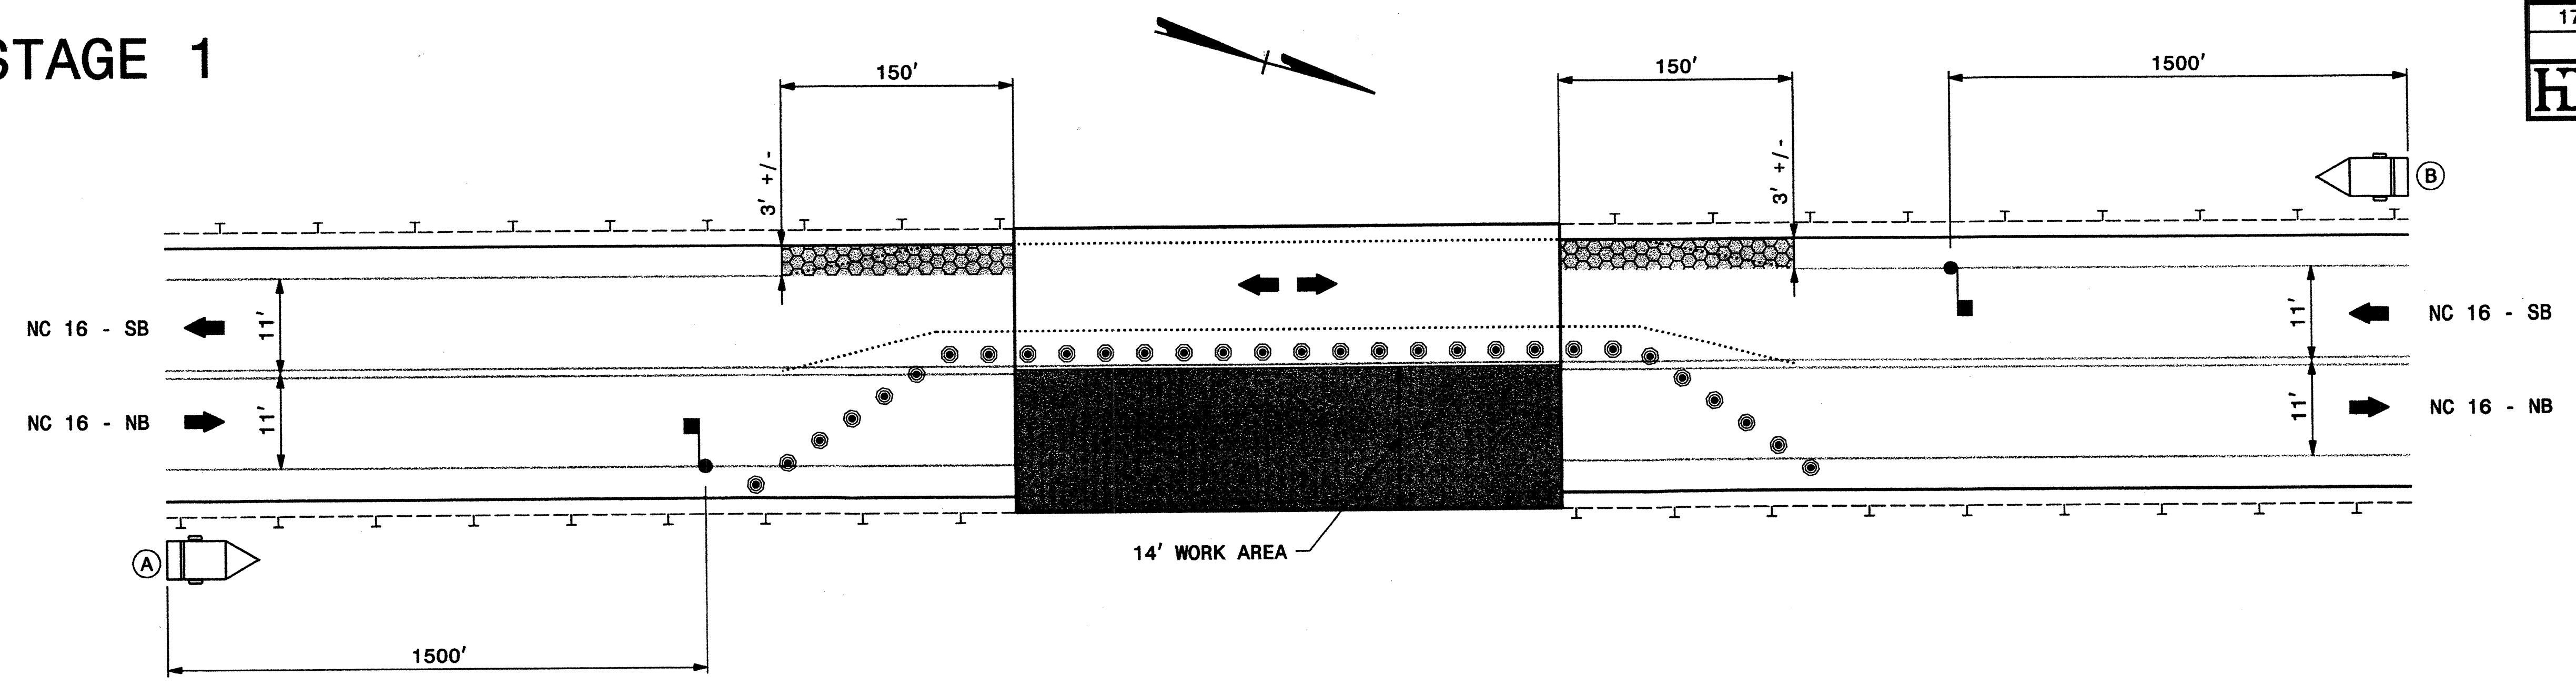 STAGE 1
17
150'
150'
1500'
3' +/-
3' +/-
B
NC 16 - SB
11'
11'
NC 16 - SB
NC 16 - NB
11'
11'
NC 16 - NB
A
14' WORK AREA
1500'